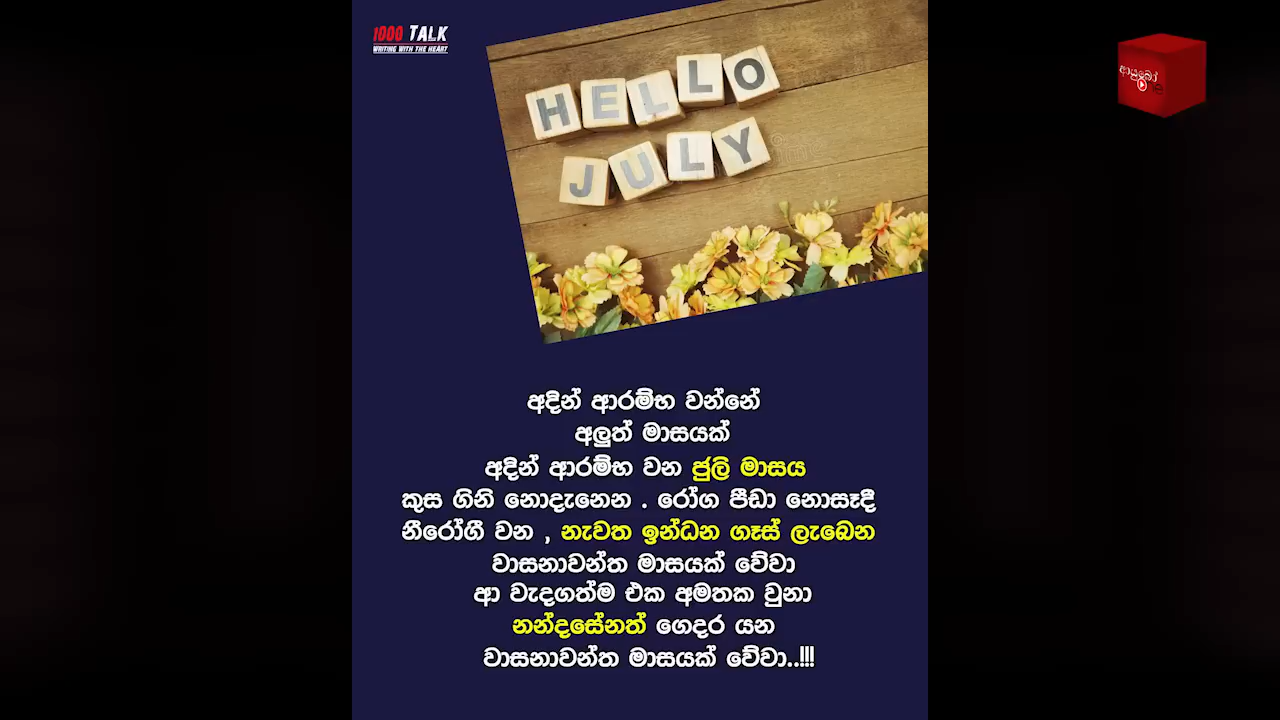 1000 TALK
WRITING WITH THE HEART
HELLO
JULY
අදින් ආරම්භ වන්නේ
අලුත් මාසයක්
අදින් ආරම්භ වන ජුලි මාසය
කුස ගිනි නොදැනෙන . රෝග පීඩා නොසෑදී
නීරෝගී වන , නැවත ඉන්ධන ගෑස් ලැබෙන
වාසනාවන්ත මාසයක් වේවා
ආ වැදගත්ම එක අමතක වුනා
නන්දසේනත් ගෙදර යන
වාසනාවන්ත මාසයක් වේවා..!!!